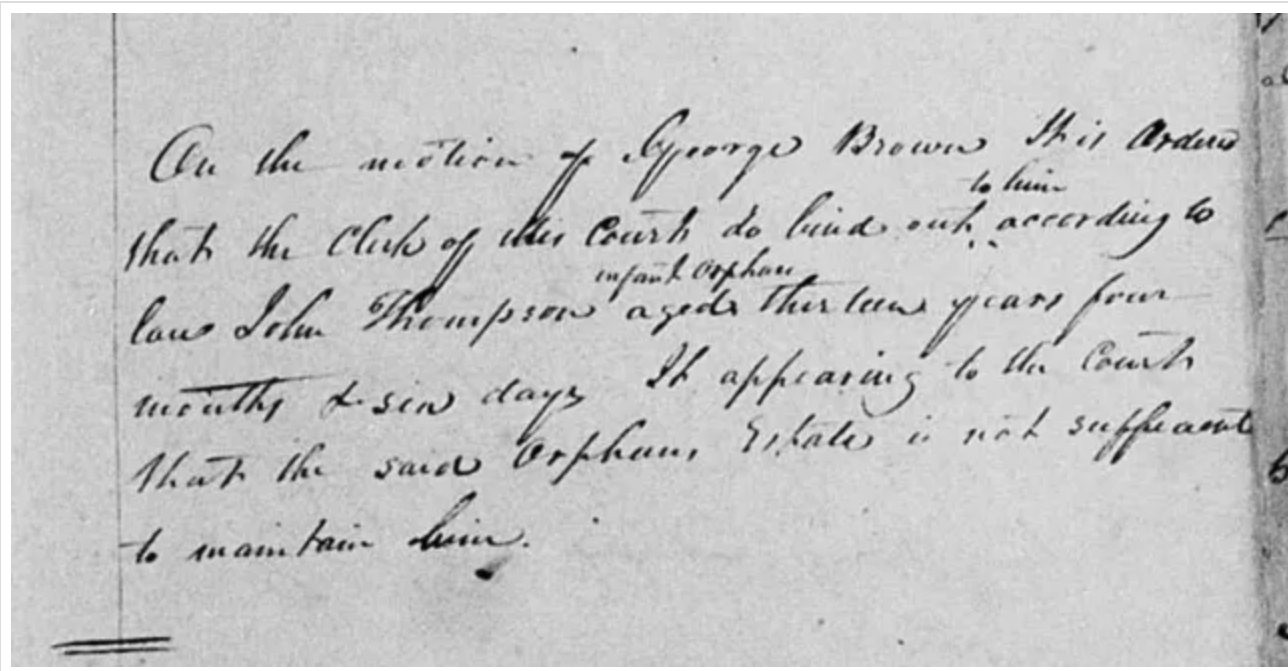 On the motion of George Brown It is Ordered
to him
that the Clerk of this Court do bind out according to
infant Orphan
law John Thompson aged thirteen years four
months & six days It appearing to the Court
that the said Orphans Estate is not sufficient
to maintain him.